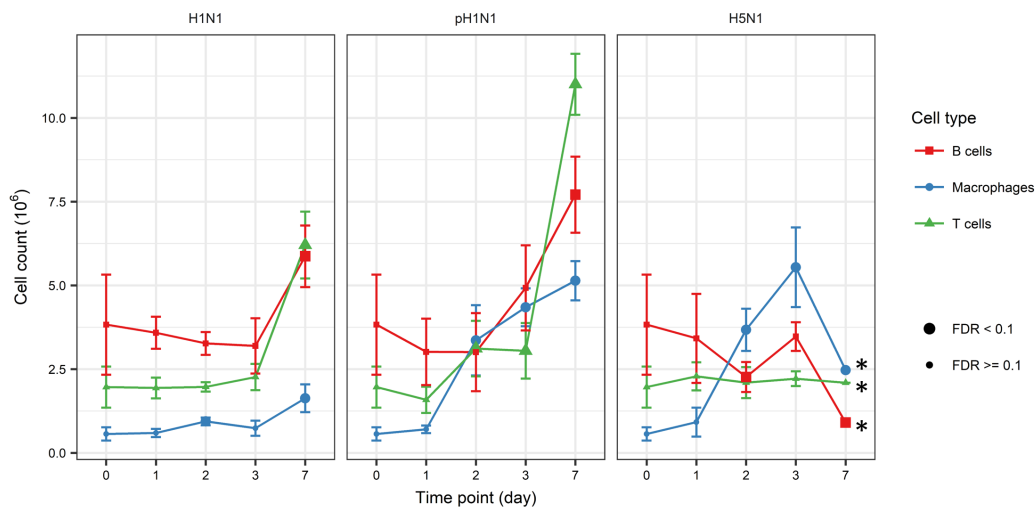 H1N1 pH1N1 H5N1
Cell count (10⁶)
10.0
7.5
5.0
2.5
0.0
0 1 2 3 7 0 1 2 3 7 0 1 2 3 7
Time point (day)
* 
*
*
Cell type
B cells
Macrophages
T cells
FDR < 0.1
FDR >= 0.1